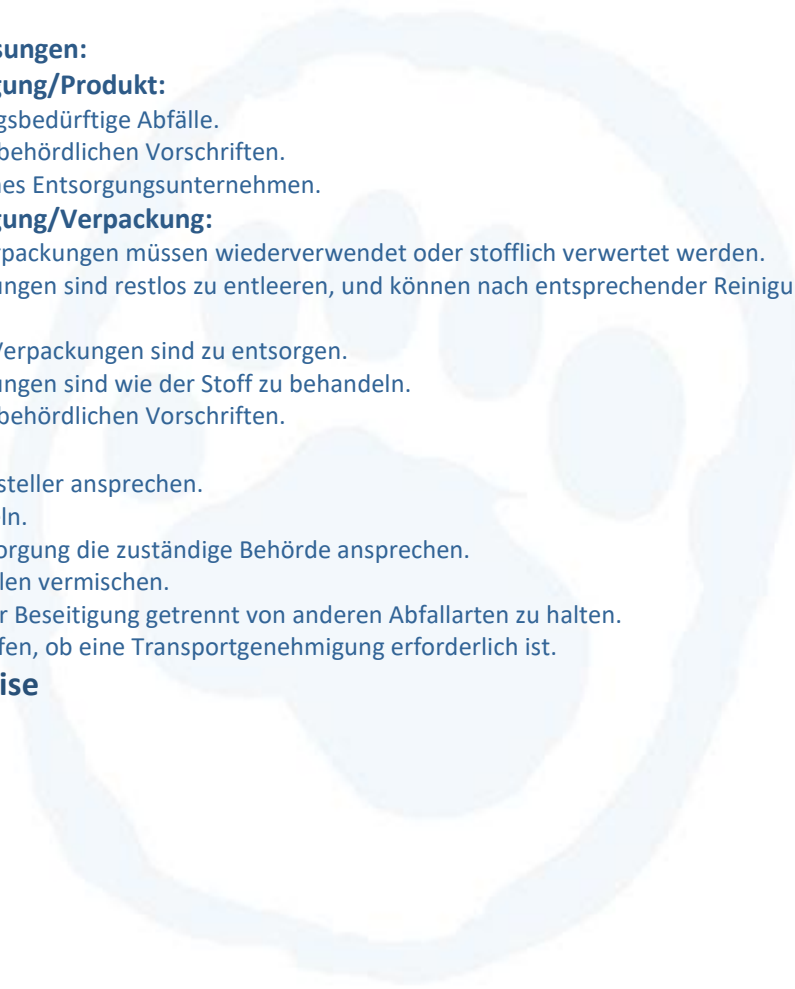 sungen:
gung/Produkt:
gsbedürftige Abfälle.
behördlichen Vorschriften.
nes Entsorgungsunternehmen.
gung/Verpackung:
rpackungen müssen wiederverwendet oder stofflich verwertet werden.
ungen sind restlos zu entleeren, und können nach entsprechender Reinigu
Verpackungen sind zu entsorgen.
ungen sind wie der Stoff zu behandeln.
behördlichen Vorschriften.
steller ansprechen.
ln.
orgung die zuständige Behörde ansprechen.
len vermischen.
r Beseitigung getrennt von anderen Abfallarten zu halten.
fen, ob eine Transportgenehmigung erforderlich ist.
ise